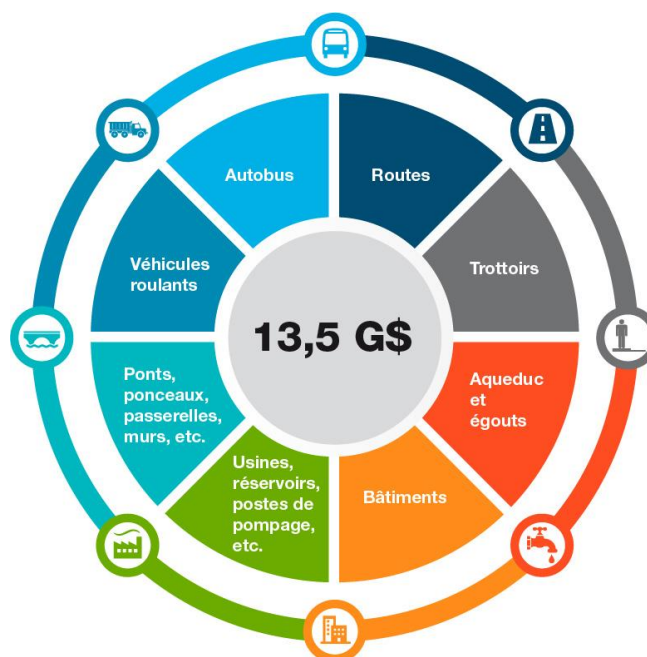 Autobus
Routes
Véhicules
roulants
Trottoirs
13,5 G$
Ponts,
ponceaux,
passerelles,
murs, etc.
Aqueduc
et
égouts
Usines,
réservoirs,
postes de
pompage,
etc.
Bâtiments